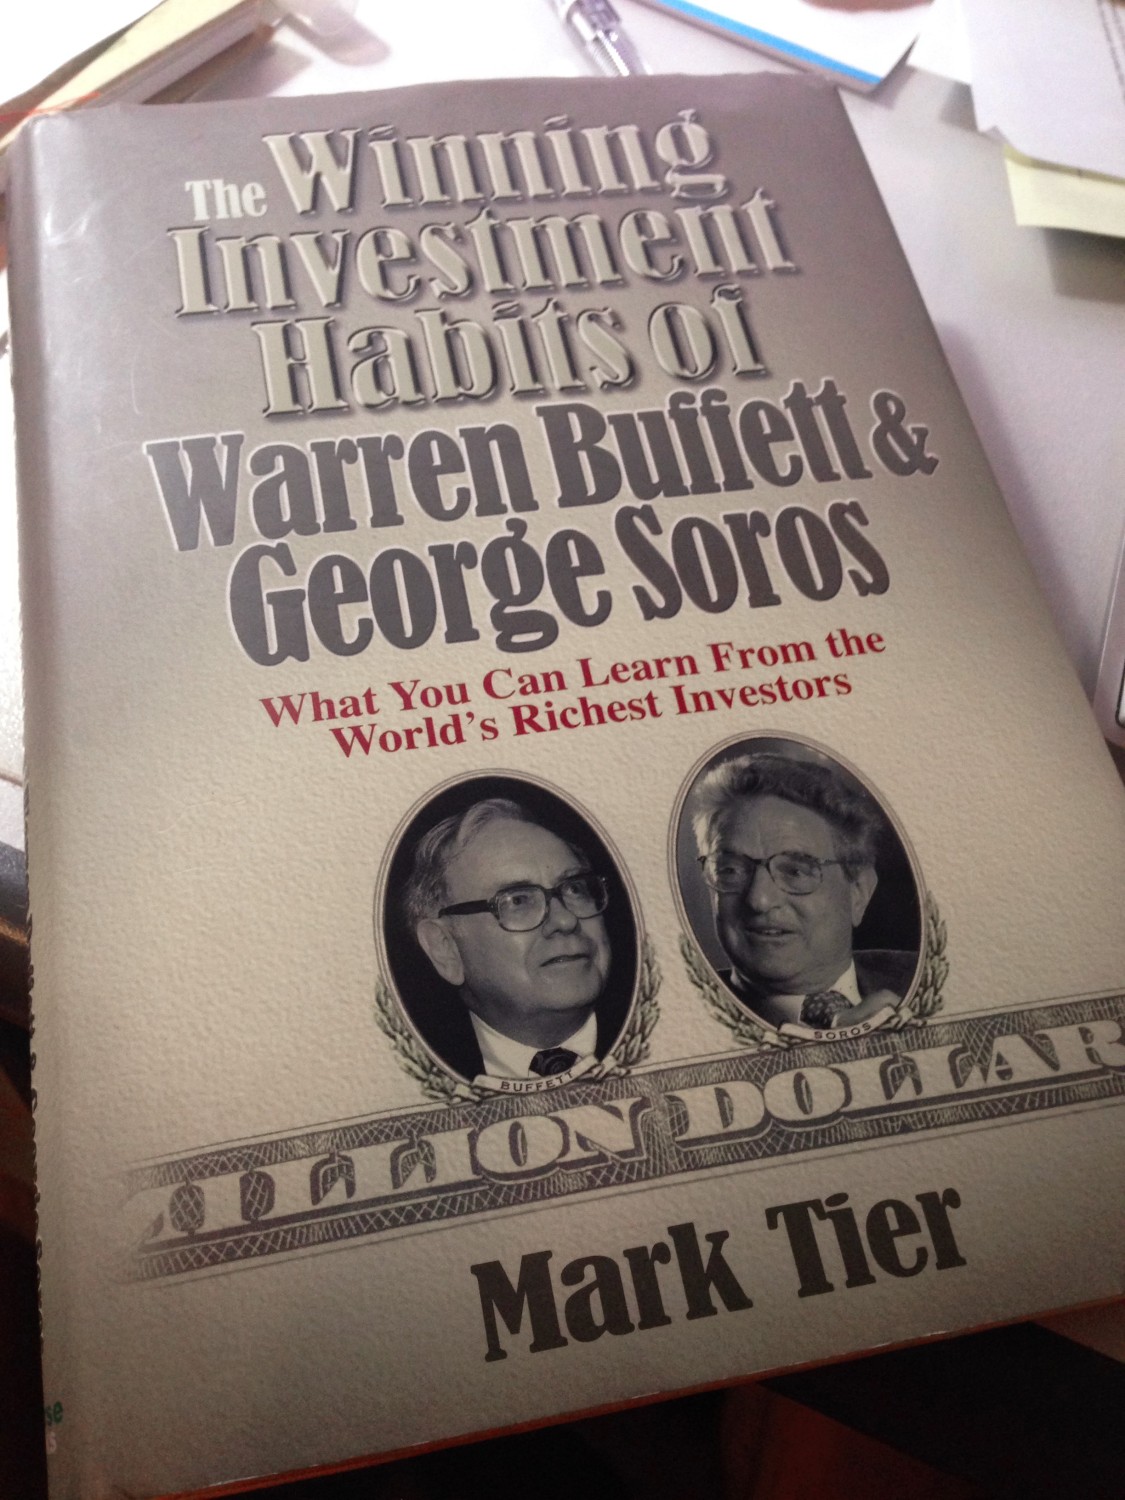 The Winning
Investment
Habits of
Warren Buffett &
George Soros
What You Can Learn From the
World's Richest Investors
BUFFETT
SOROS
ILLION DOLLAR
Mark Tier